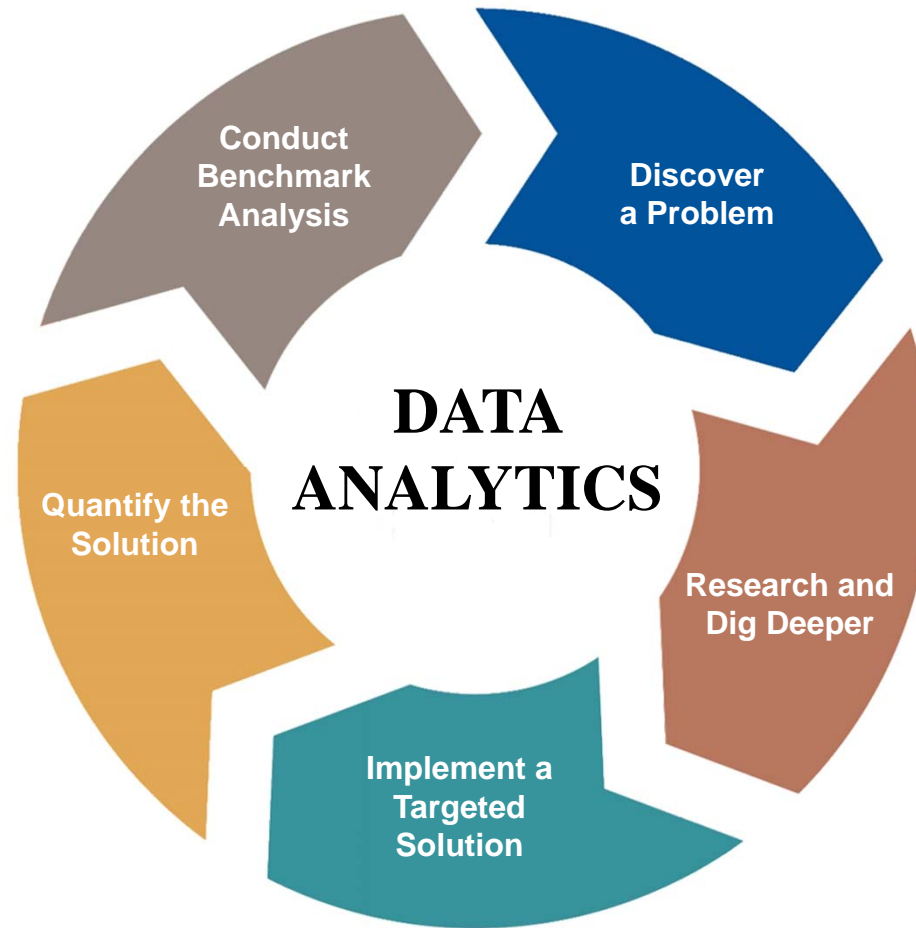 Conduct
Benchmark
Analysis
Discover
a Problem
DATA
ANALYTICS
Quantify the
Solution
Research and
Dig Deeper
Implement a
Targeted
Solution